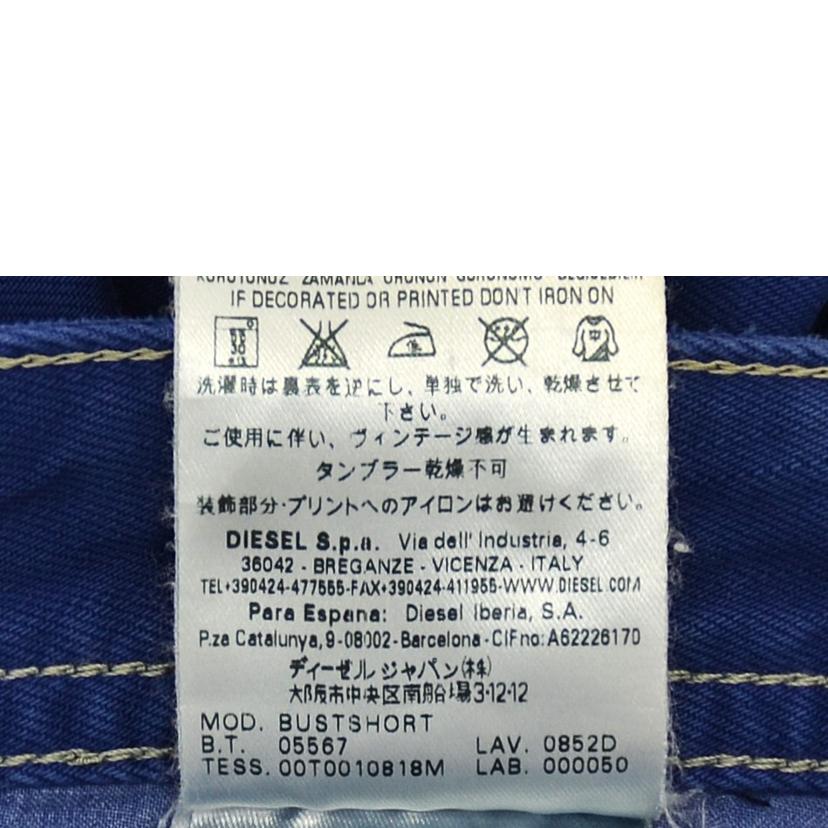 ZAMANLA
IF DECORATED OR PRINTED DON'T IRON ON
30
中
洗濯時は裏表を逆にし、単独で洗い、乾燥させて
下さい。
ご使用に伴い、ヴィンテージ感が生まれます。
タンブラー乾燥不可
装飾部分・プリントへのアイロンはお避けください。
DIESEL S.p.a. Via dell' Industria, 4-6
36042 - BREGANZE - VICENZA - ITALY
TEL+390424-477555-FAX+390424-411955-WWW.DIESEL.COM
Para Espana: Diesel Iberia, S.A.
P.za Catalunya,9-08002-Barcelona-CIFno:A62226170
ディーゼルジャパン(株)
大阪市中央区南船場3-12-12
MOD. BUSTSHORT
B.T. 05567 LAV. 0852D
TESS. 00T0010818M LAB. 000050